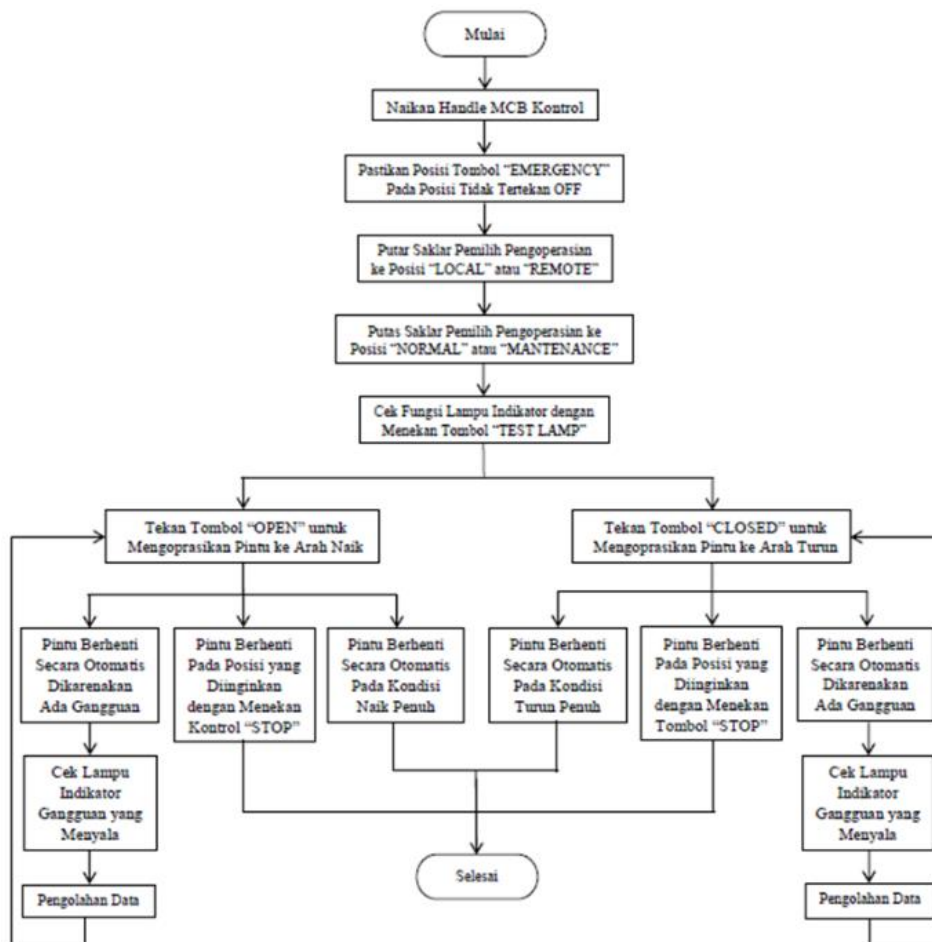 Mulai
Naikan Handle MCB Kontrol
Pastikan Posisi Tombol “EMERGENCY”
Pada Posisi Tidak Tertekan OFF
Putar Saklar Pemilih Pengoperasian
ke Posisi “LOCAL” atau “REMOTE”
Putas Saklar Pemilih Pengoperasian ke
Posisi “NORMAL” atau “MANTENANCE”
Cek Fungsi Lampu Indikator dengan
Menekan Tombol “TEST LAMP”
Tekan Tombol “OPEN” untuk
Mengoprasikan Pintu ke Arah Naik
Tekan Tombol “CLOSED” untuk
Mengoprasikan Pintu ke Arah Turun
Pintu Berhenti
Secara Otomatis
Dikarenakan
Ada Gangguan
Pintu Berhenti
Pada Posisi yang
Diinginkan
dengan Menekan
Kontrol “STOP”
Pintu Berhenti
Secara Otomatis
Pada Kondisi
Naik Penuh
Pintu Berhenti
Secara Otomatis
Pada Kondisi
Turun Penuh
Pintu Berhenti
Pada Posisi yang
Diinginkan
dengan Menekan
Tombol “STOP”
Pintu Berhenti
Secara Otomatis
Dikarenakan
Ada Gangguan
Cek Lampu
Indikator
Gangguan yang
Menyala
Cek Lampu
Indikator
Gangguan yang
Menyala
Selesai
Pengolahan Data
Pengolahan Data